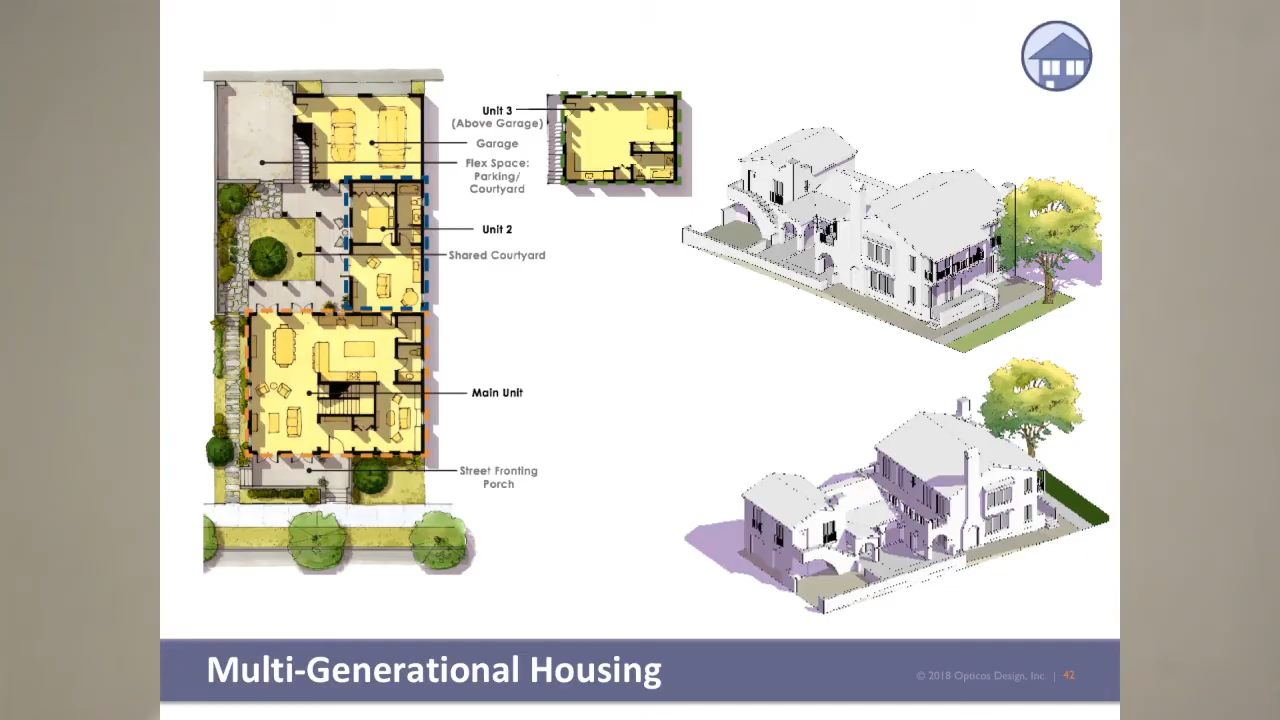 Unit 3
(Above Garage)
Garage
Flex Space:
Parking/
Courtyard
Unit 2
Shared Courtyard
Main Unit
Street Fronting
Porch
Multi-Generational Housing
© 2018 Opticos Design, Inc. | 42